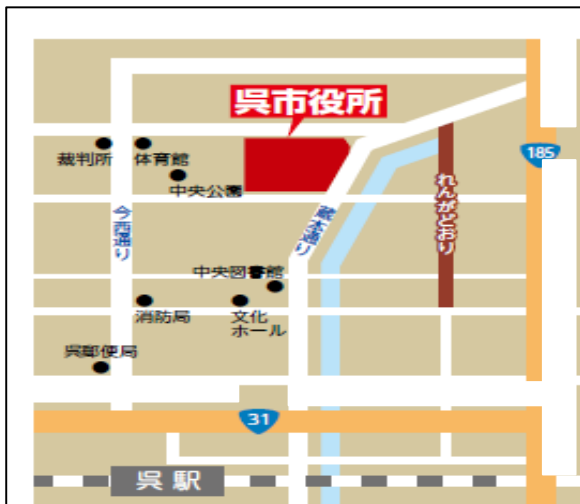 呉市役所
185
裁判所
体育館
中央公園
れんがどおり
今西通り
蔵本通り
中央図書館
消防局
文化
ホール
呉郵便局
31
呉駅